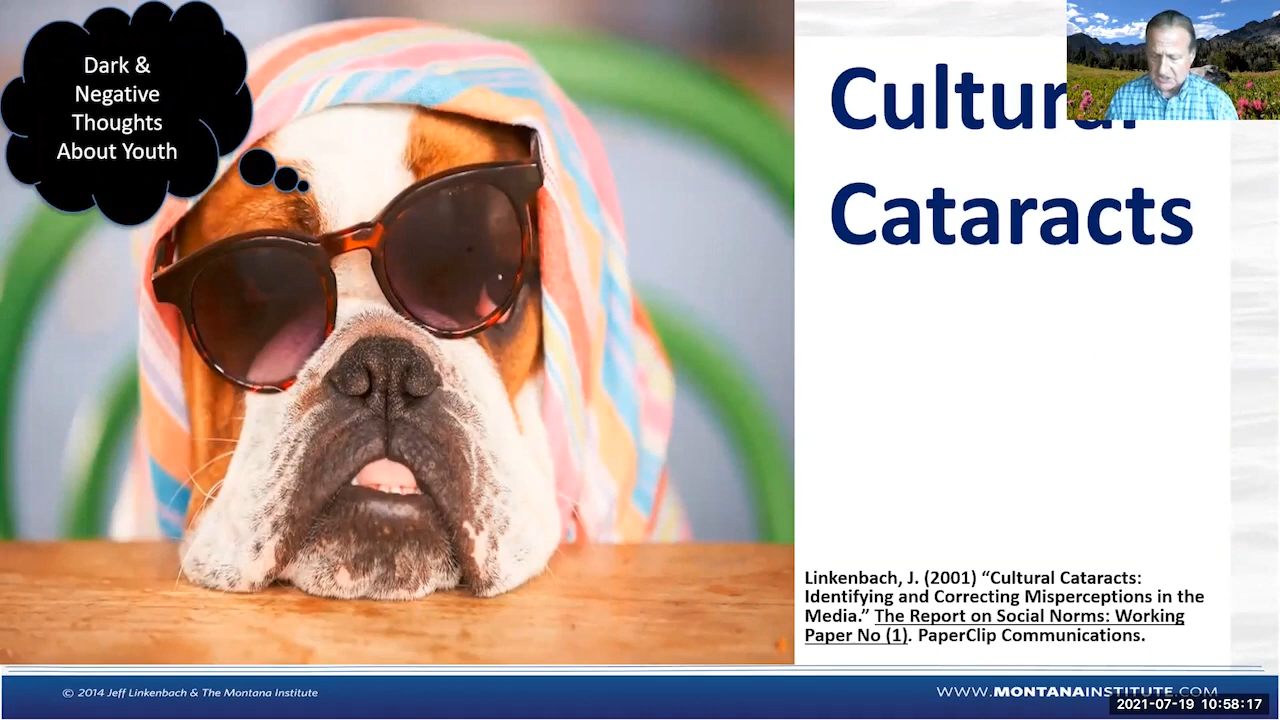 Dark &
Negative
Thoughts
About Youth
Cultural
Cataracts
Linkenbach, J. (2001) “Cultural Cataracts:
Identifying and Correcting Misperceptions in the
Media.” The Report on Social Norms: Working
Paper No (1). PaperClip Communications.
© 2014 Jeff Linkenbach & The Montana Institute
WWW.MONTANAINSTITUTE.COM
2021-07-19 10:58:17